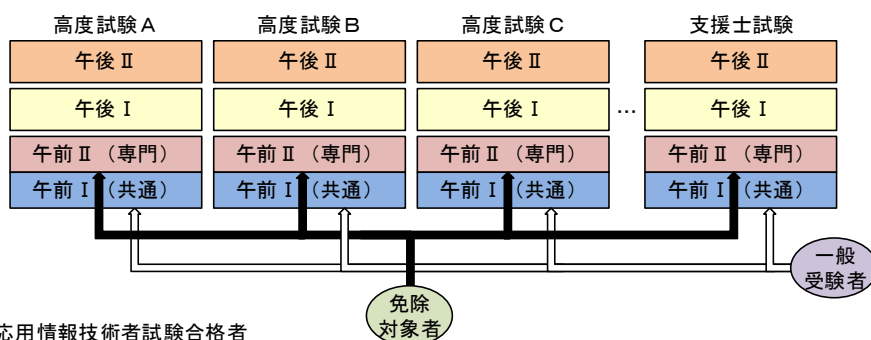 高度試験A 高度試験B 高度試験C 支援士試験
午後Ⅱ 午後Ⅱ 午後Ⅱ 午後Ⅱ
午後Ⅰ 午後Ⅰ 午後Ⅰ … 午後Ⅰ
午前Ⅱ（専門） 午前Ⅱ（専門） 午前Ⅱ（専門） 午前Ⅱ（専門）
午前Ⅰ（共通） 午前Ⅰ（共通） 午前Ⅰ（共通） 午前Ⅰ（共通）
一般
受験者
免除
対象者
応用情報技術者試験合格者